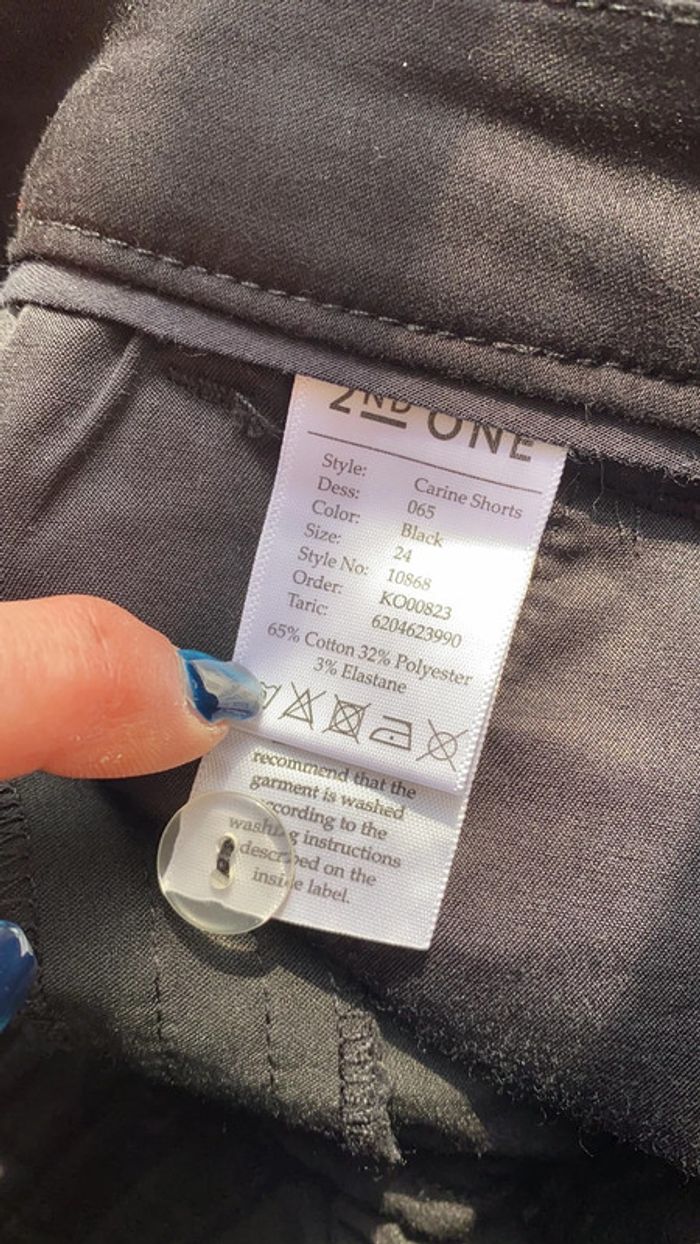 2ND ONE
Style: Carine Shorts
Dess: 065
Color: Black
Size: 24
Style No: 10868
Order: KO00823
Taric: 6204623990
65% Cotton 32% Polyester
3% Elastane
recommend that the
garment is washed
according to the
washing instructions
described on the
inside label.